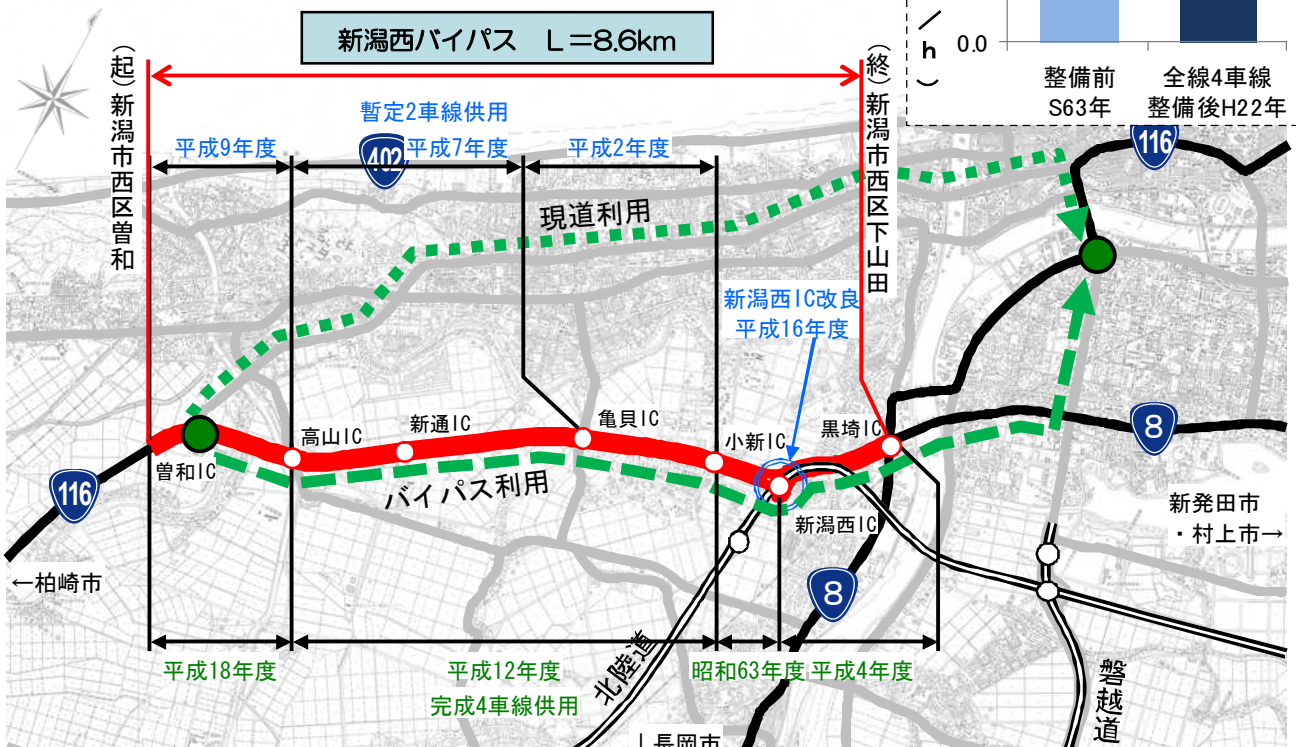 新潟西バイパス L=8.6km
(起)新潟市西区曽和
(終)新潟市西区下山田
/h)
0.0
整備前
S63年
全線4車線
整備後H22年
暫定2車線供用
平成9年度
402
平成7年度
平成2年度
116
現道利用
新潟西IC改良
平成16年度
曽和IC
高山IC
新通IC
亀貝IC
小新IC
黒埼IC
新潟西IC
バイパス利用
116
8
8
新発田市
・村上市→
←柏崎市
平成18年度
平成12年度
昭和63年度
平成4年度
完成4車線供用
北陸道
磐越道
長岡市